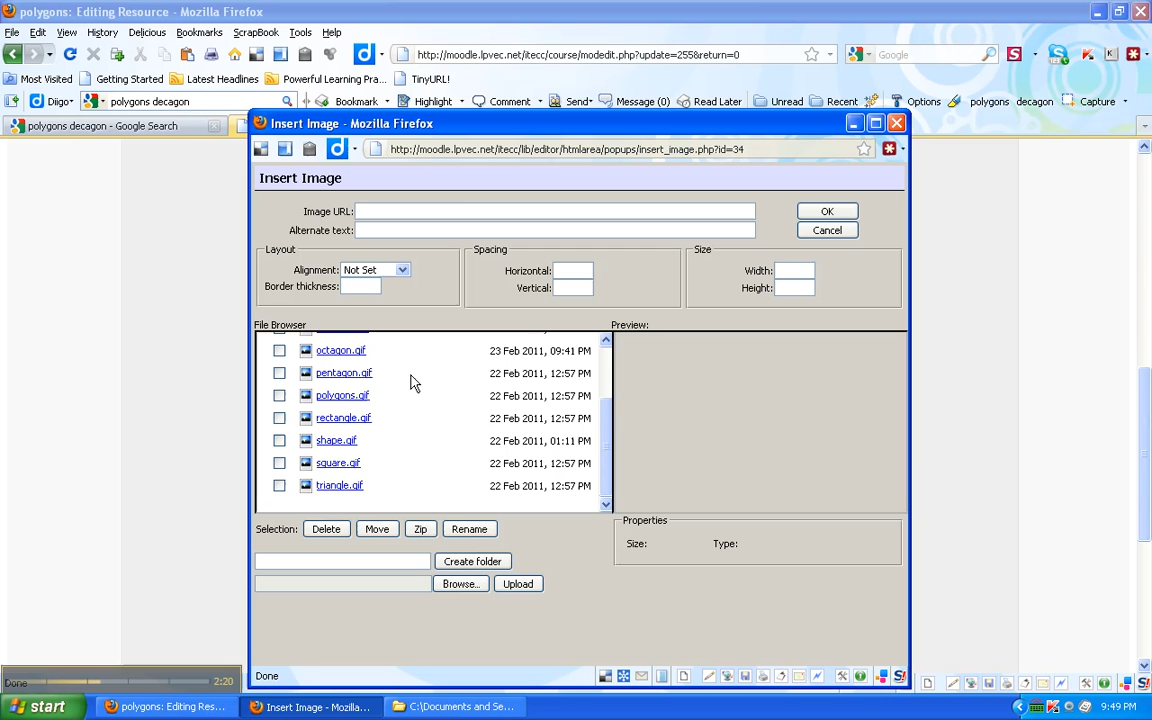 polygons: Editing Resource - Mozilla Firefox
File Edit View History Delicious Bookmarks ScrapBook Tools Help
http://moodle.lpvec.net/itecc/course/modedit.php?update=255&return=0 Google
Most Visited Getting Started Latest Headlines Powerful Learning Pra... TinyURL!
Diigo polygons decagon Bookmark Highlight Comment Send Message (0) Read Later Unread Recent Options polygons decagon Capture
polygons decagon - Google Search
Insert Image - Mozilla Firefox
http://moodle.lpvec.net/itecc/lib/editor/htmlarea/popups/insert_image.php?id=34
Insert Image
Image URL: OK
Alternate text: Cancel
Layout Spacing Size
Alignment: Not Set Horizontal: Width:
Border thickness: Vertical: Height:
File Browser Preview:
octagon.gif 23 Feb 2011, 09:41 PM
pentagon.gif 22 Feb 2011, 12:57 PM
polygons.gif 22 Feb 2011, 12:57 PM
rectangle.gif 22 Feb 2011, 12:57 PM
shape.gif 22 Feb 2011, 01:11 PM
square.gif 22 Feb 2011, 12:57 PM
triangle.gif 22 Feb 2011, 12:57 PM
Selection: Delete Move Zip Rename Properties
Size: Type:
Create folder
Browse... Upload
Done
Done 2:20
start polygons: Editing Res... Insert Image - Mozilla... C:\Documents and Se... 9:49 PM